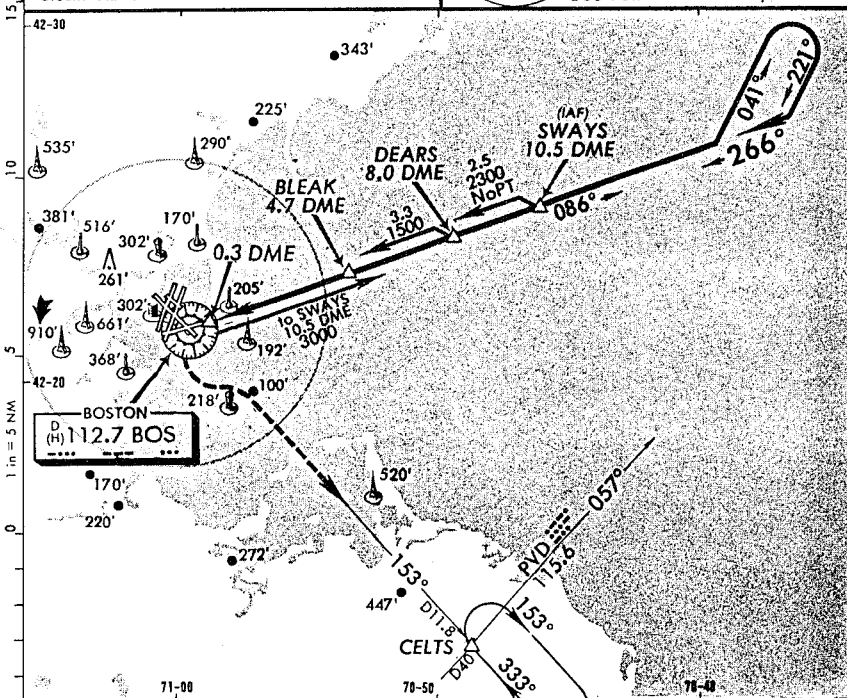 15
42-30
343'
225'
041°
221°
535'
290'
266°
10
(IAF)
SWAYS
10.5 DME
DEARS
8.0 DME
2.5
2300
NoPT
086°
BLEAK
4.7 DME
3.3
1500
381'
516'
302'
170'
261'
0.3 DME
205'
302'
to SWAYS
10.5 DME
3000
910'
661'
192'
5
368'
42-20
100'
218'
BOSTON
D
(H) 112.7 BOS
1 in = 5 NM
170'
220'
520'
057°
PVD
115.6
0
272'
153°
447'
D11.8
153°
CELTS
D40
333°
71-00
70-50
70-40